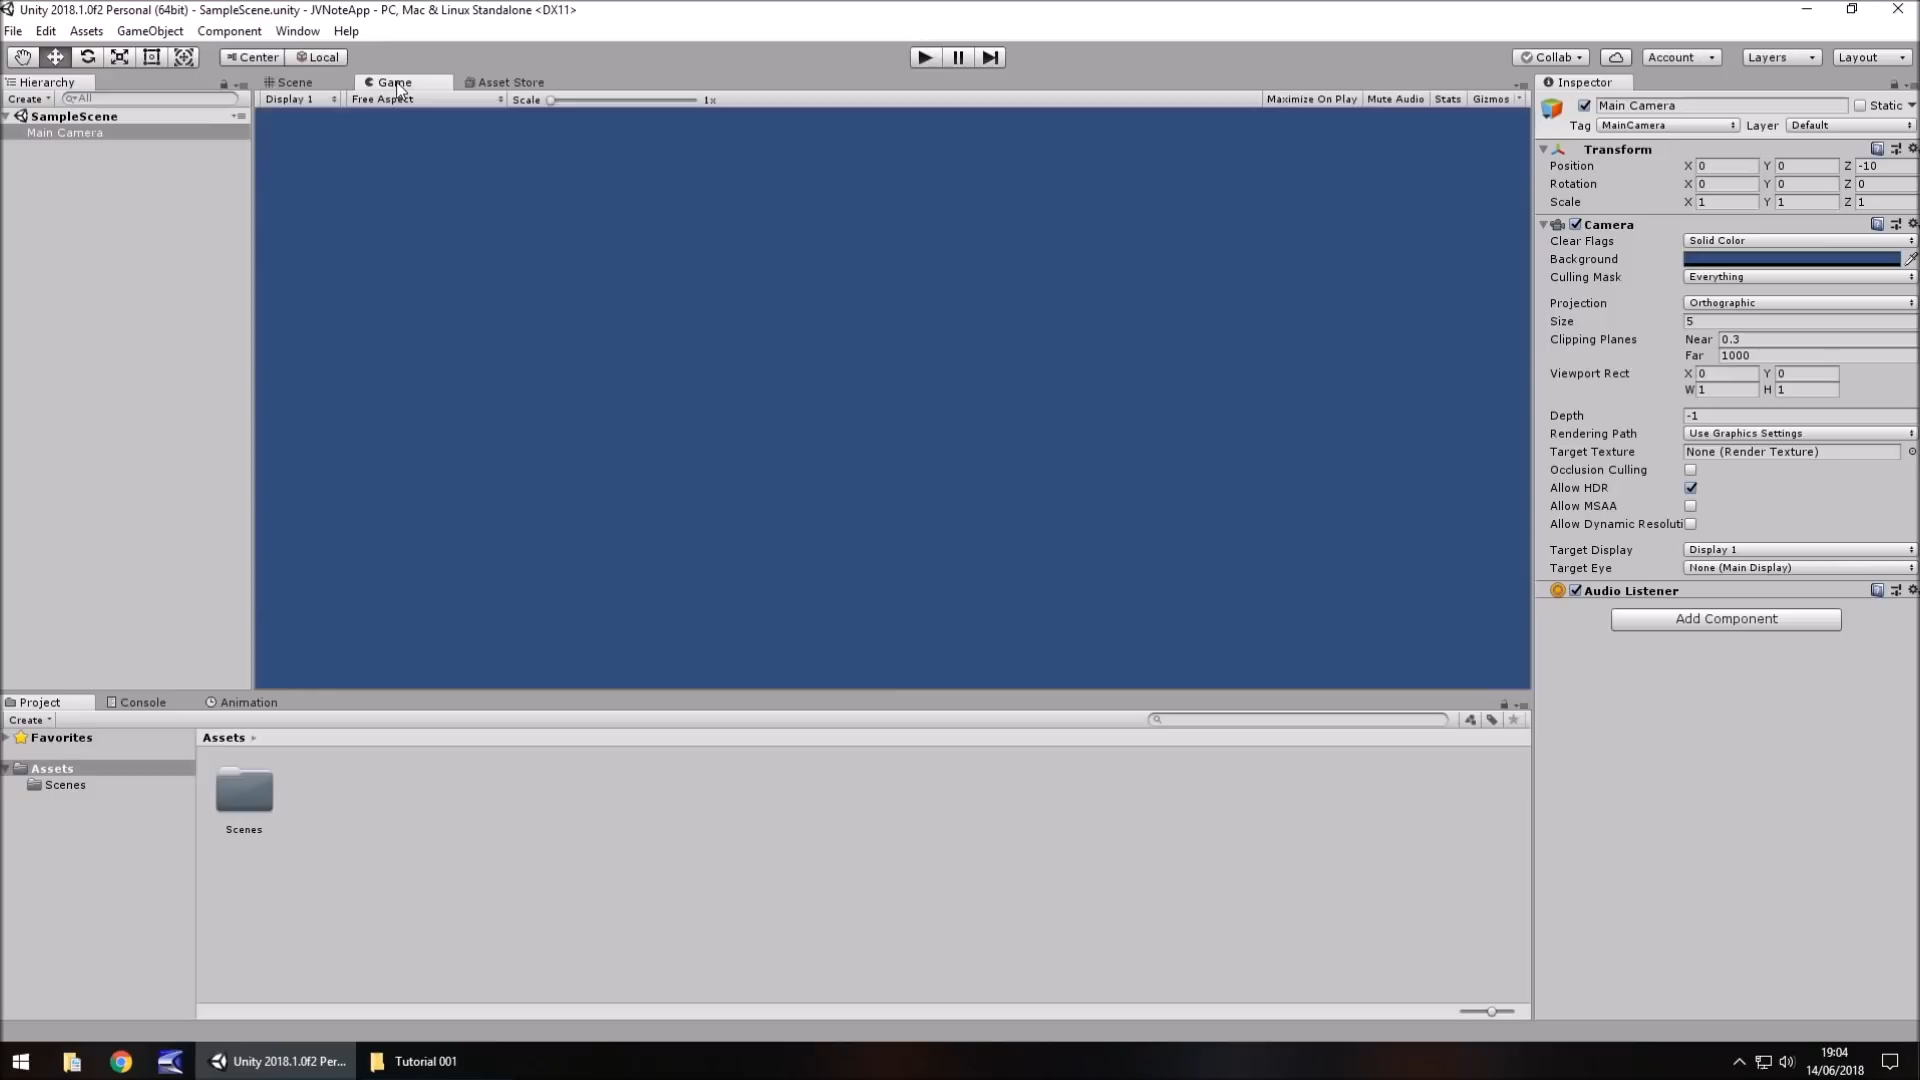 Unity 2018.1.0f2 Personal (64bit) - SampleScene.unity - JVNoteApp - PC, Mac & Linux Standalone <DX11>
File Edit Assets GameObject Component Window Help
Center Local Collab Account Layers Layout
Hierarchy Scene Game Asset Store Inspector
Create All Display 1 Free Aspect Scale 1x Maximize On Play Mute Audio Stats Gizmos
SampleScene
Main Camera
Main Camera Static
Tag MainCamera Layer Default
Transform
Position X 0 Y 0 Z -10
Rotation X 0 Y 0 Z 0
Scale X 1 Y 1 Z 1
Camera
Clear Flags Solid Color
Background
Culling Mask Everything
Projection Orthographic
Size 5
Clipping Planes Near 0.3
Far 1000
Viewport Rect X 0 Y 0
W 1 H 1
Depth -1
Rendering Path Use Graphics Settings
Target Texture None (Render Texture)
Occlusion Culling
Allow HDR
Allow MSAA
Allow Dynamic Resoluti
Target Display Display 1
Target Eye None (Main Display)
Audio Listener
Add Component
Project Console Animation
Create
Favorites Assets
Assets
Scenes
Scenes
Unity 2018.1.0f2 Per... Tutorial 001
19:04
14/06/2018